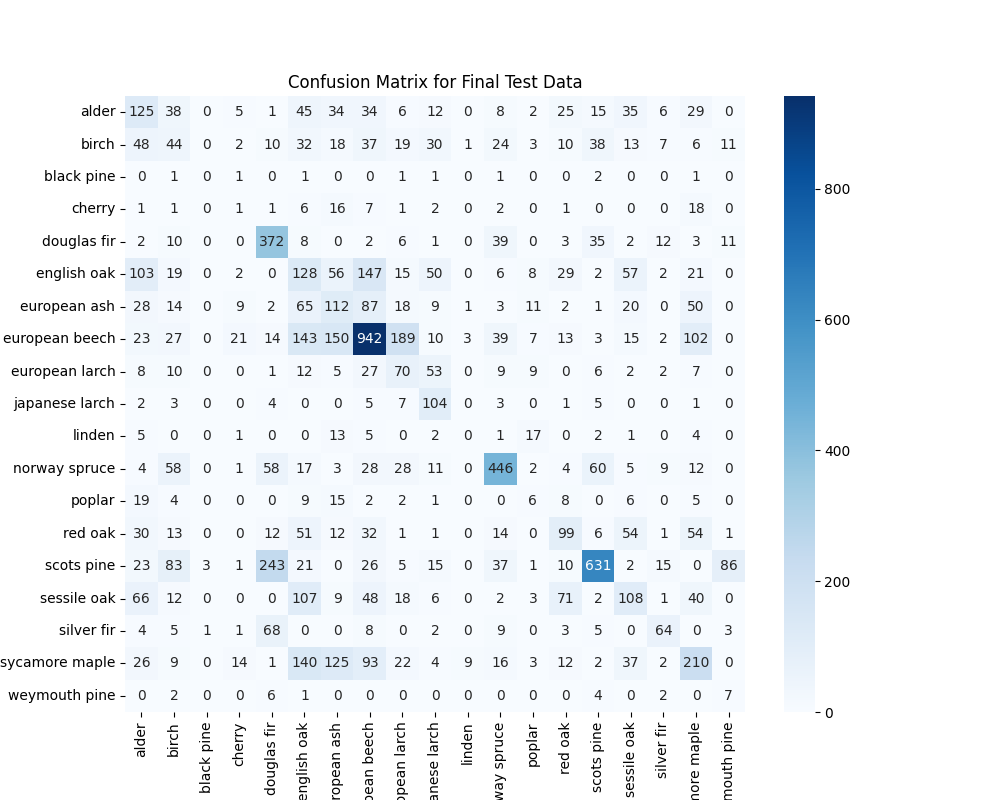 Confusion Matrix for Final Test Data
alder 125 38 0 5 1 45 34 34 6 12 0 8 2 25 15 35 6 29 0
birch 48 44 0 2 10 32 18 37 19 30 1 24 3 10 38 13 7 6 11
black pine 0 1 0 1 0 1 0 0 1 1 0 1 0 0 2 0 0 1 0
cherry 1 1 0 1 1 6 16 7 1 2 0 2 0 1 0 0 0 18 0
douglas fir 2 10 0 0 372 8 0 2 6 1 0 39 0 3 35 2 12 3 11
english oak 103 19 0 2 0 128 56 147 15 50 0 6 8 29 2 57 2 21 0
european ash 28 14 0 9 2 65 112 87 18 9 1 3 11 2 1 20 0 50 0
european beech 23 27 0 21 14 143 150 942 189 10 3 39 7 13 3 15 2 102 0
european larch 8 10 0 0 1 12 5 27 70 53 0 9 9 0 6 2 2 7 0
japanese larch 2 3 0 0 4 0 0 5 7 104 0 3 0 1 5 0 0 1 0
linden 5 0 0 1 0 0 13 5 0 2 0 1 17 0 2 1 0 4 0
norway spruce 4 58 0 1 58 17 3 28 28 11 0 446 2 4 60 5 9 12 0
poplar 19 4 0 0 0 9 15 2 2 1 0 0 6 8 0 6 0 5 0
red oak 30 13 0 0 12 51 12 32 1 1 0 14 0 99 6 54 1 54 1
scots pine 23 83 3 1 243 21 0 26 5 15 0 37 1 10 631 2 15 0 86
sessile oak 66 12 0 0 0 107 9 48 18 6 0 2 3 71 2 108 1 40 0
silver fir 4 5 1 1 68 0 0 8 0 2 0 9 0 3 5 0 64 0 3
sycamore maple 26 9 0 14 1 140 125 93 22 4 9 16 3 12 2 37 2 210 0
weymouth pine 0 2 0 0 6 1 0 0 0 0 0 0 0 0 4 0 2 0 7
alder
birch
black pine
cherry
douglas fir
english oak
ropean ash
pean beech
opean larch
anese larch
linden
way spruce
poplar
red oak
scots pine
sessile oak
silver fir
more maple
mouth pine
800
600
400
200
0